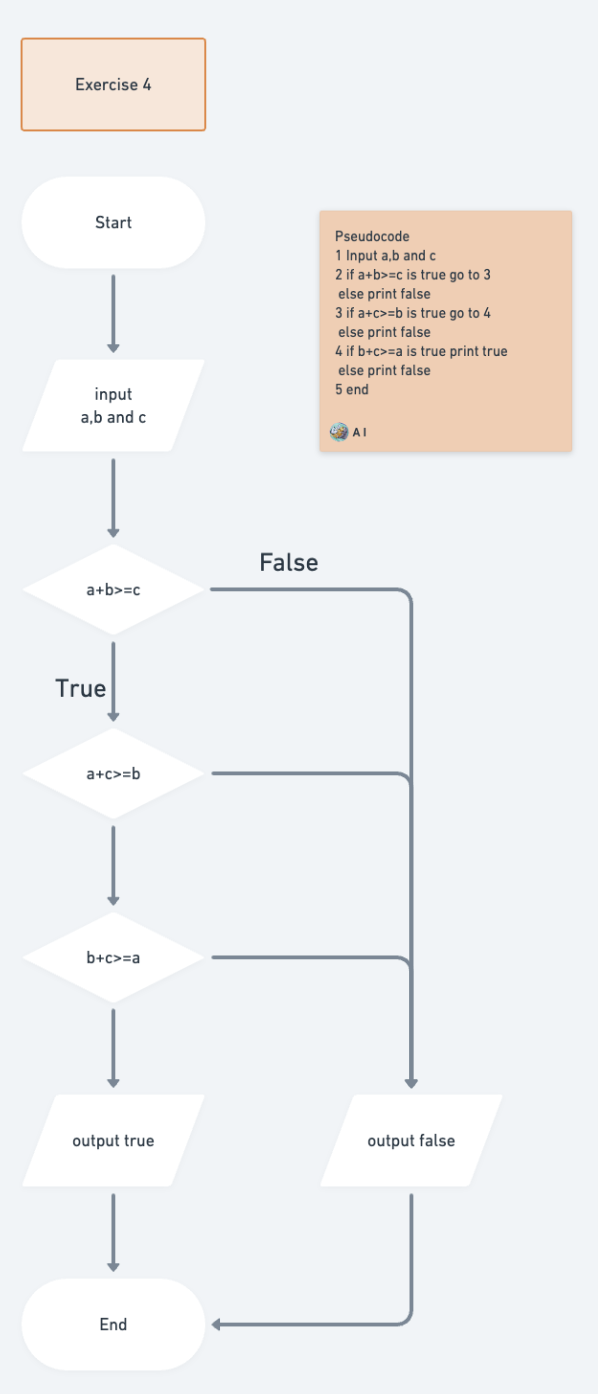 Exercise 4
Start
Pseudocode
1 Input a,b and c
2 if a+b>=c is true go to 3
else print false
3 if a+c>=b is true go to 4
else print false
4 if b+c>=a is true print true
else print false
5 end
A I
input
a,b and c
False
a+b>=c
True
a+c>=b
b+c>=a
output true
output false
End